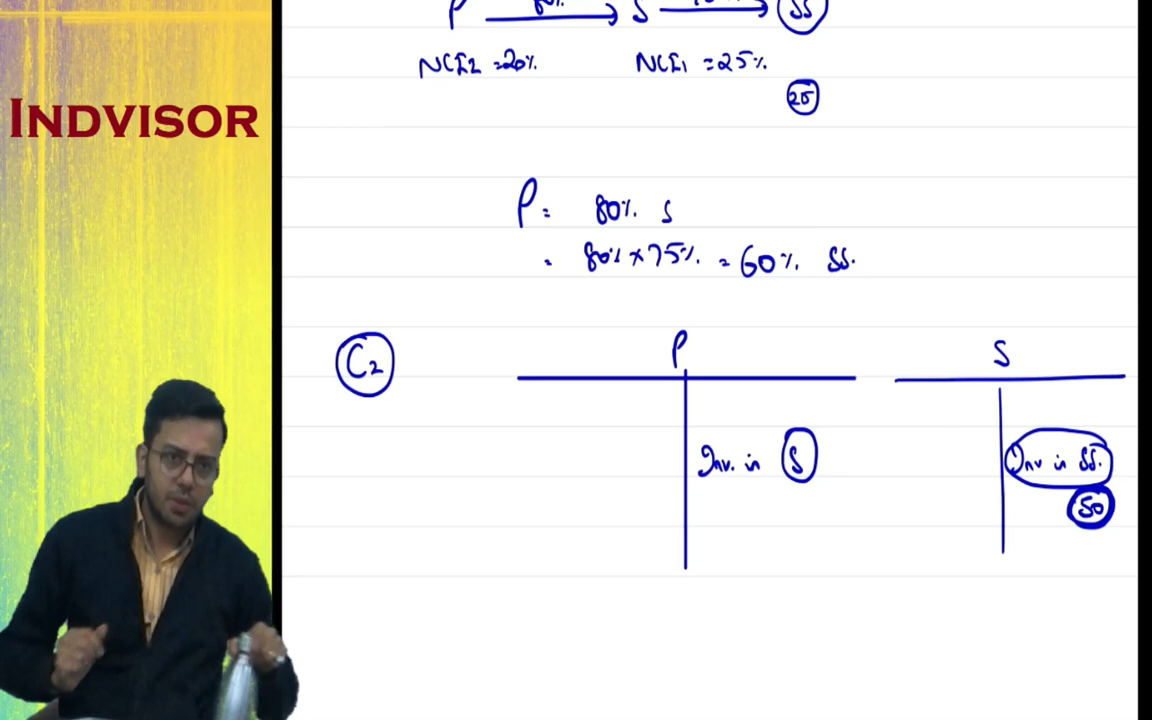 INDVISOR
P S SS
NCI2 = 20% NCI1 = 25%
25
P = 80% S
= 80% × 75% = 60% SS.
C2 P S
Inv. in S Inv in SS.
50